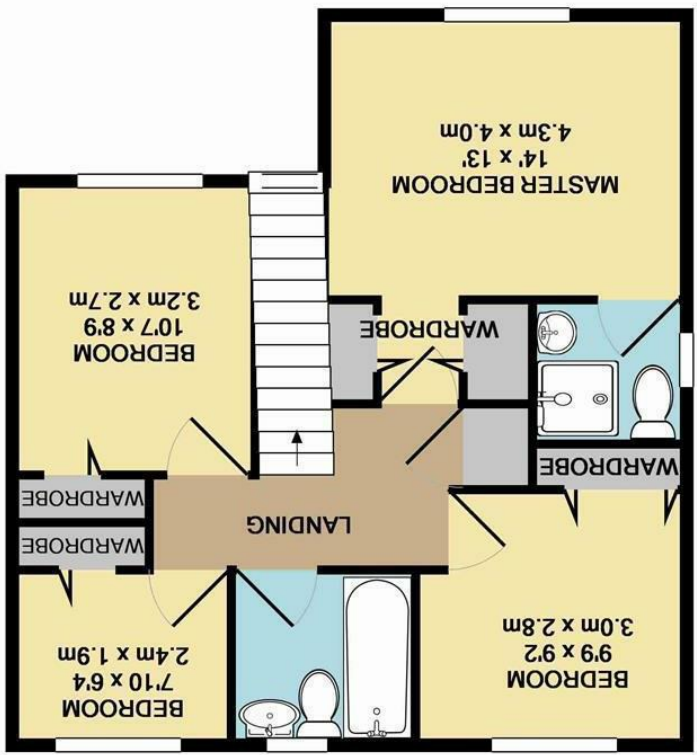 BEDROOM
7'10 x 6'4
2.4m x 1.9m
BEDROOM
9'9 x 9'2
3.0m x 2.8m
WARDROBE
WARDROBE
LANDING
WARDROBE
WARDROBE
BEDROOM
10'7 x 8'9
3.2m x 2.7m
MASTER BEDROOM
14' x 13'
4.3m x 4.0m